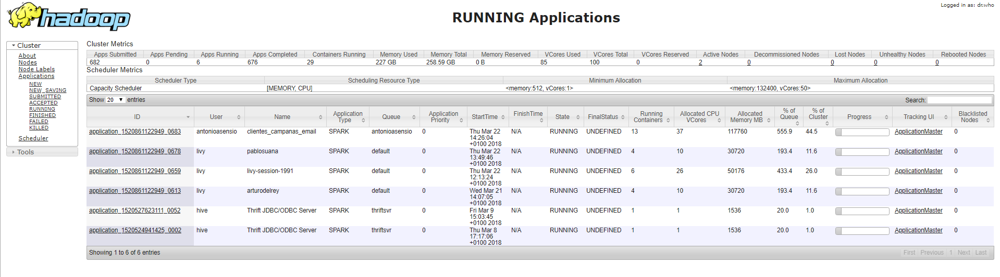 Logged in as: dr.who
hadoop
RUNNING Applications
Cluster
About
Nodes
Node Labels
Applications
NEW
NEW_SAVING
SUBMITTED
ACCEPTED
RUNNING
FINISHED
FAILED
KILLED
Scheduler
Tools
Cluster Metrics
Apps Submitted Apps Pending Apps Running Apps Completed Containers Running Memory Used Memory Total Memory Reserved VCores Used VCores Total VCores Reserved Active Nodes Decommissioned Nodes Lost Nodes Unhealthy Nodes Rebooted Nodes
682 0 6 676 29 227 GB 258.59 GB 0 B 85 100 0 2 0 0 0 0
Scheduler Metrics
Scheduler Type Scheduling Resource Type Minimum Allocation Maximum Allocation
Capacity Scheduler [MEMORY, CPU] <memory:512, vCores:1> <memory:132400, vCores:50>
Show 20 entries Search:
ID User Name Application Type Queue Application Priority StartTime FinishTime State FinalStatus Running Containers Allocated CPU VCores Allocated Memory MB % of Queue % of Cluster Progress Tracking UI Blacklisted Nodes
application_1520861122949_0683 antonioasensio clientes_campanas_email SPARK antonioasensio 0 Thu Mar 22 14:26:04 +0100 2018 N/A RUNNING UNDEFINED 13 37 117760 555.9 44.5 ApplicationMaster 0
application_1520861122949_0678 livy pablosuana SPARK default 0 Thu Mar 22 13:49:46 +0100 2018 N/A RUNNING UNDEFINED 4 10 30720 193.4 11.6 ApplicationMaster 0
application_1520861122949_0659 livy livy-session-1991 SPARK default 0 Thu Mar 22 12:13:24 +0100 2018 N/A RUNNING UNDEFINED 6 26 50176 433.4 26.0 ApplicationMaster 0
application_1520861122949_0613 livy arturodelrey SPARK default 0 Wed Mar 21 14:07:05 +0100 2018 N/A RUNNING UNDEFINED 4 10 30720 193.4 11.6 ApplicationMaster 0
application_1520527623111_0052 hive Thrift JDBC/ODBC Server SPARK thriftsvr 0 Fri Mar 9 15:03:45 +0100 2018 N/A RUNNING UNDEFINED 1 1 1536 20.0 1.0 ApplicationMaster 0
application_1520524941425_0002 hive Thrift JDBC/ODBC Server SPARK thriftsvr 0 Thu Mar 8 17:17:06 +0100 2018 N/A RUNNING UNDEFINED 1 1 1536 20.0 1.0 ApplicationMaster 0
Showing 1 to 6 of 6 entries First Previous 1 Next Last